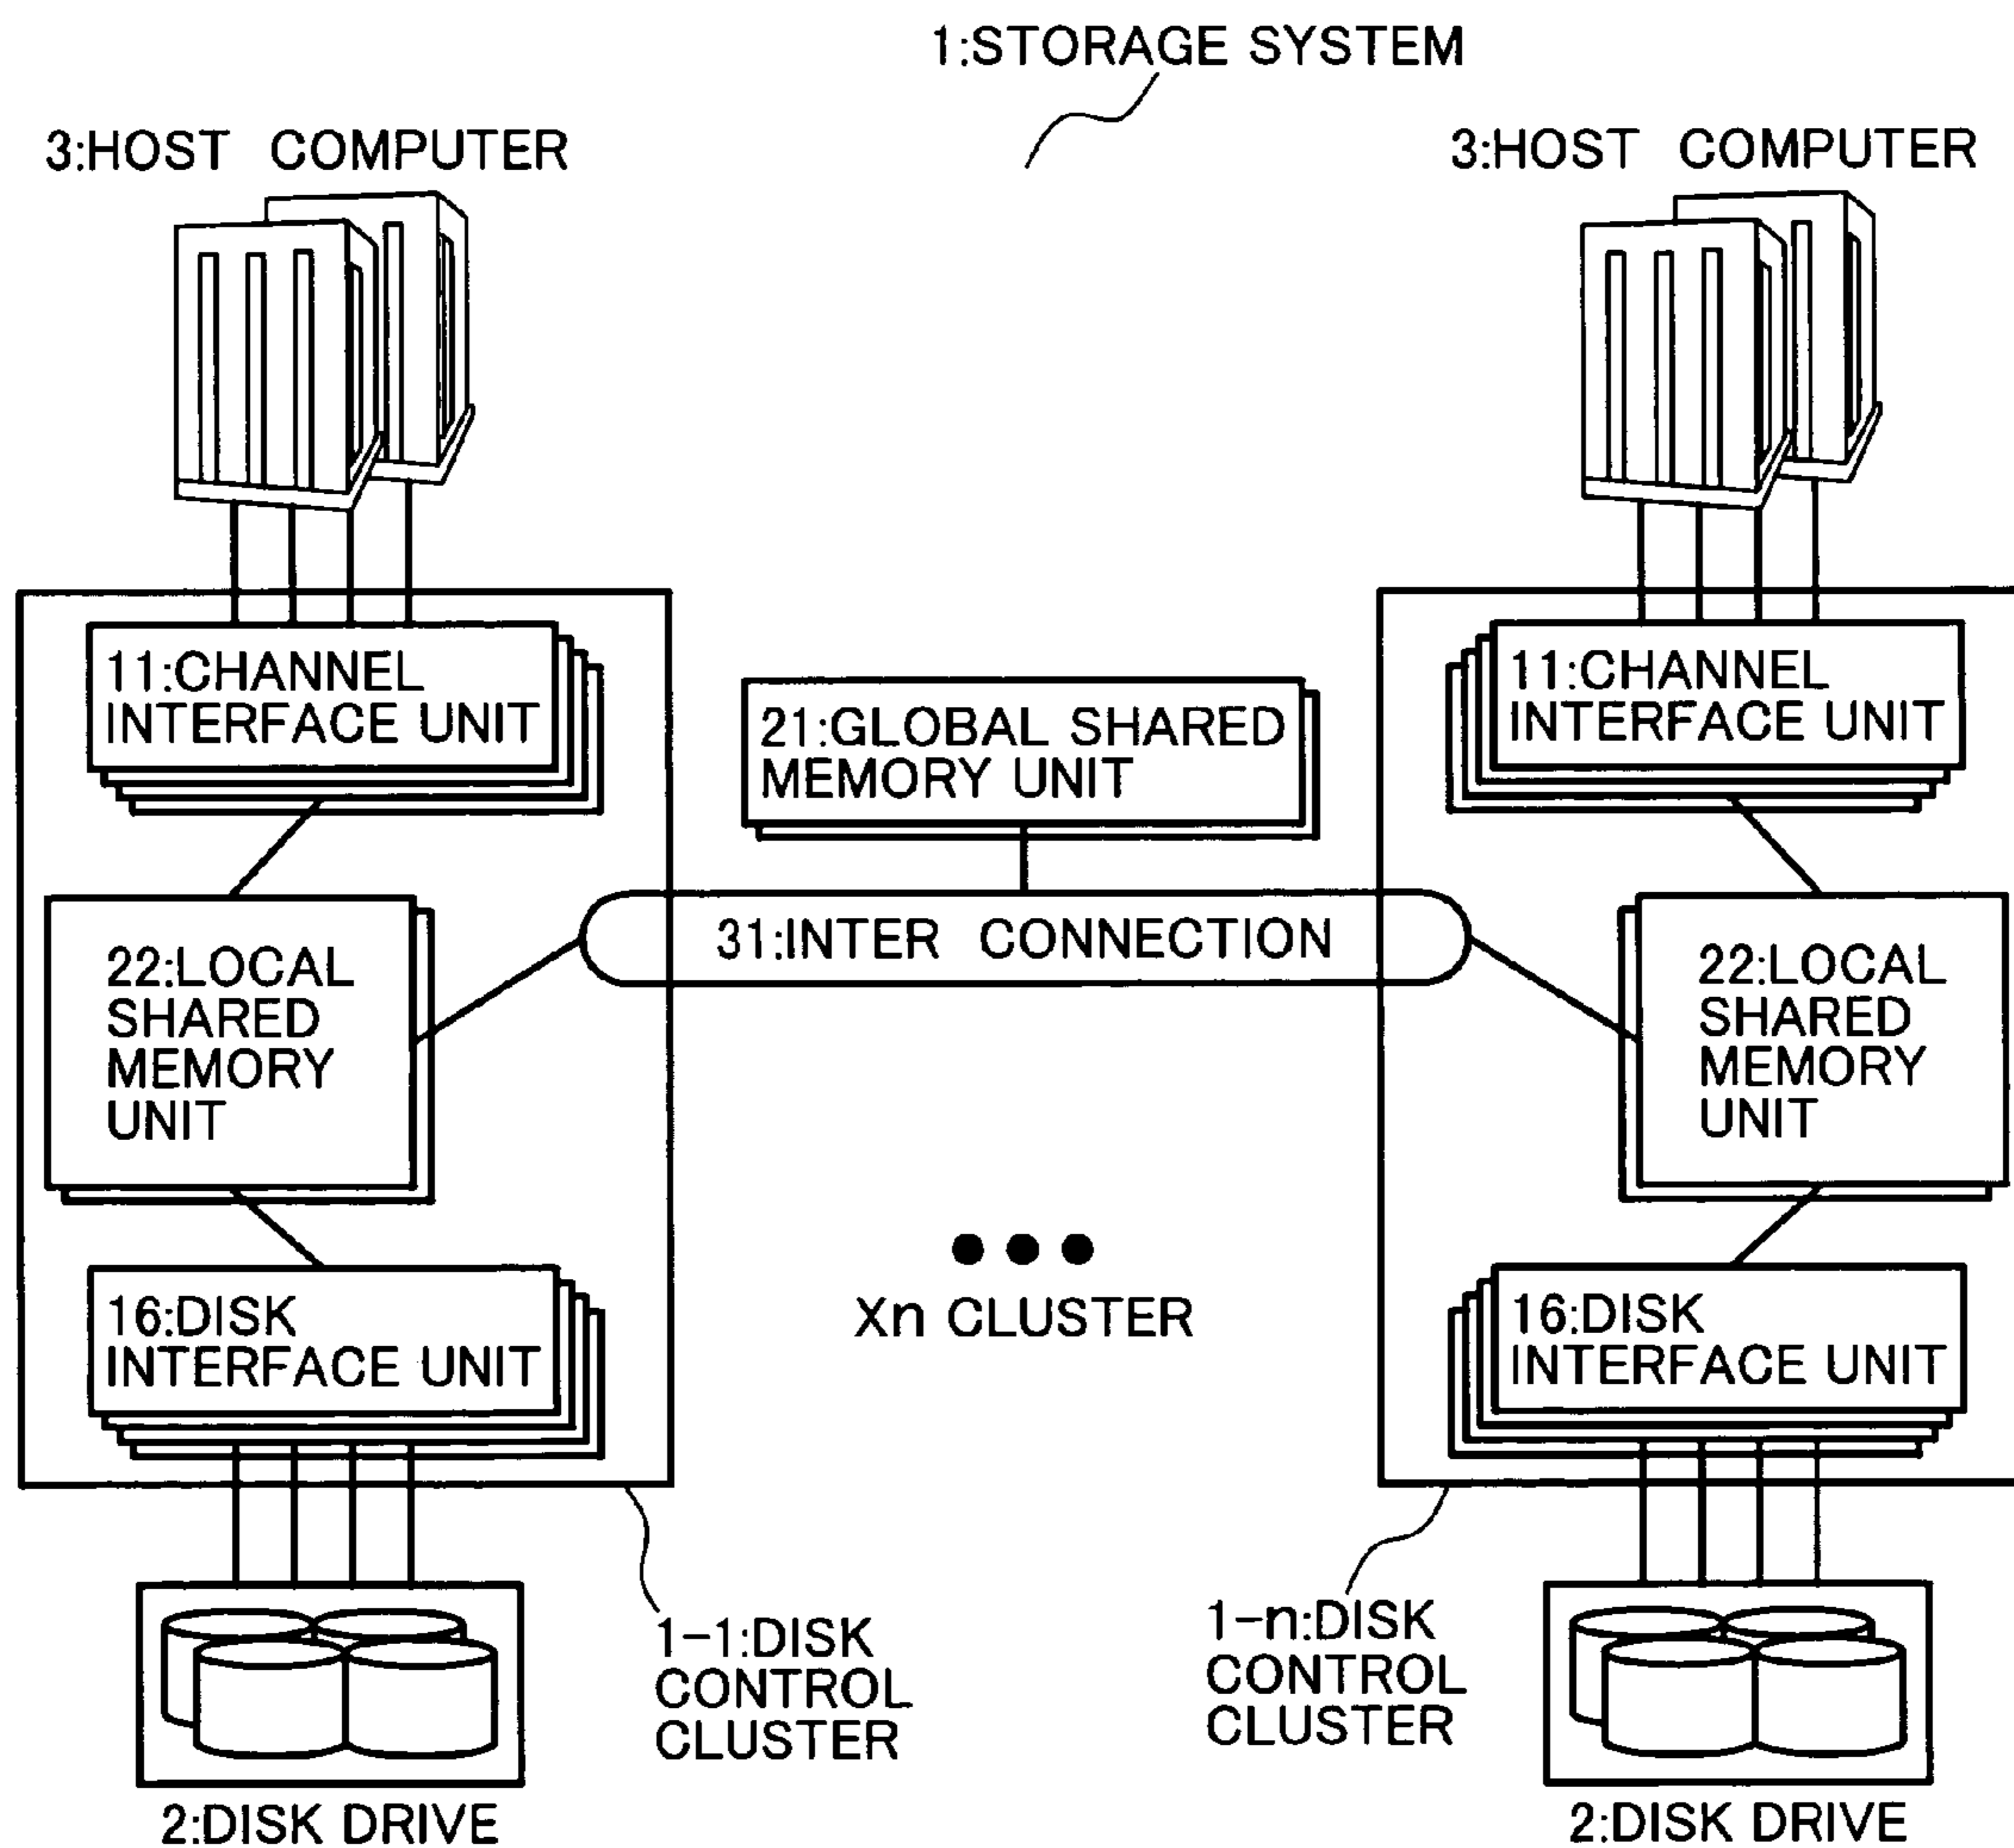 1:STORAGE SYSTEM
3:HOST COMPUTER
3:HOST COMPUTER
11:CHANNEL
INTERFACE UNIT
21:GLOBAL SHARED
MEMORY UNIT
11:CHANNEL
INTERFACE UNIT
31:INTER CONNECTION
22:LOCAL
SHARED
MEMORY
UNIT
22:LOCAL
SHARED
MEMORY
UNIT
Xn CLUSTER
16:DISK
INTERFACE UNIT
16:DISK
INTERFACE UNIT
1-1:DISK
CONTROL
CLUSTER
1-n:DISK
CONTROL
CLUSTER
2:DISK DRIVE
2:DISK DRIVE